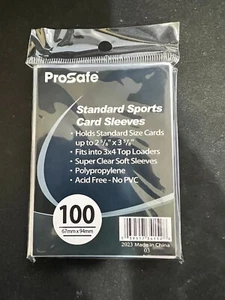 ProSafe
Standard Sports
Card Sleeves
• Holds Standard Size Cards
up to 2 5/8" x 3 5/8"
• Fits into 3x4 Top Loaders
• Super Clear Soft Sleeves
• Polypropylene
• Acid Free - No PVC
100
67mm x 94mm
2023 Made in China
03